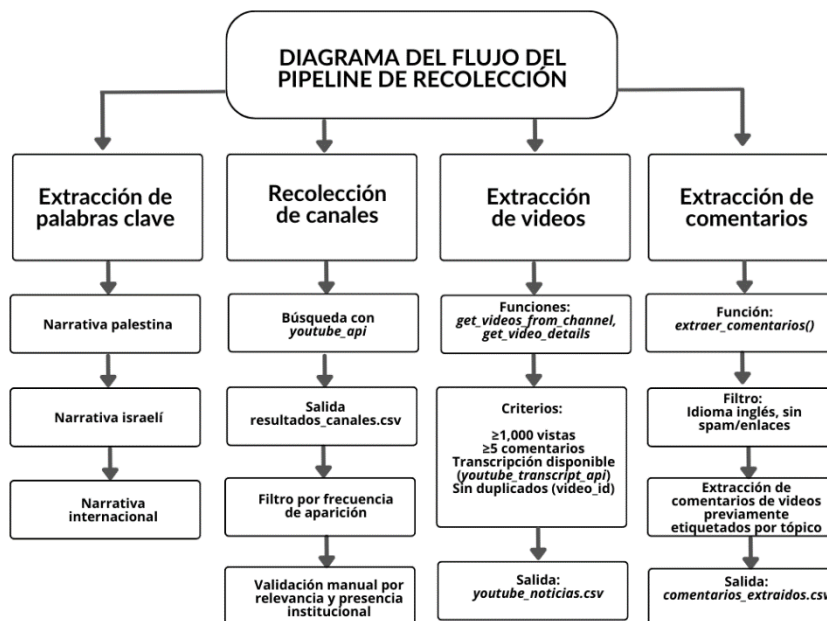 DIAGRAMA DEL FLUJO DEL
PIPELINE DE RECOLECCIÓN
Extracción de
palabras clave
Narrativa palestina
Narrativa israelí
Narrativa
internacional
Recolección
de canales
Búsqueda con
youtube_api
Salida
resultados_canales.csv
Filtro por frecuencia
de aparición
Validación manual por
relevancia y presencia
institucional
Extracción
de videos
Funciones:
get_videos_from_channel,
get_video_details
Criterios:
≥1,000 vistas
≥5 comentarios
Transcripción disponible
(youtube_transcript_api)
Sin duplicados (video_id)
Salida:
youtube_noticias.csv
Extracción de
comentarios
Función:
extraer_comentarios()
Filtro:
Idioma inglés, sin
spam/enlaces
Extracción de
comentarios de videos
previamente
etiquetados por tópico
Salida:
comentarios_extraidos.csv